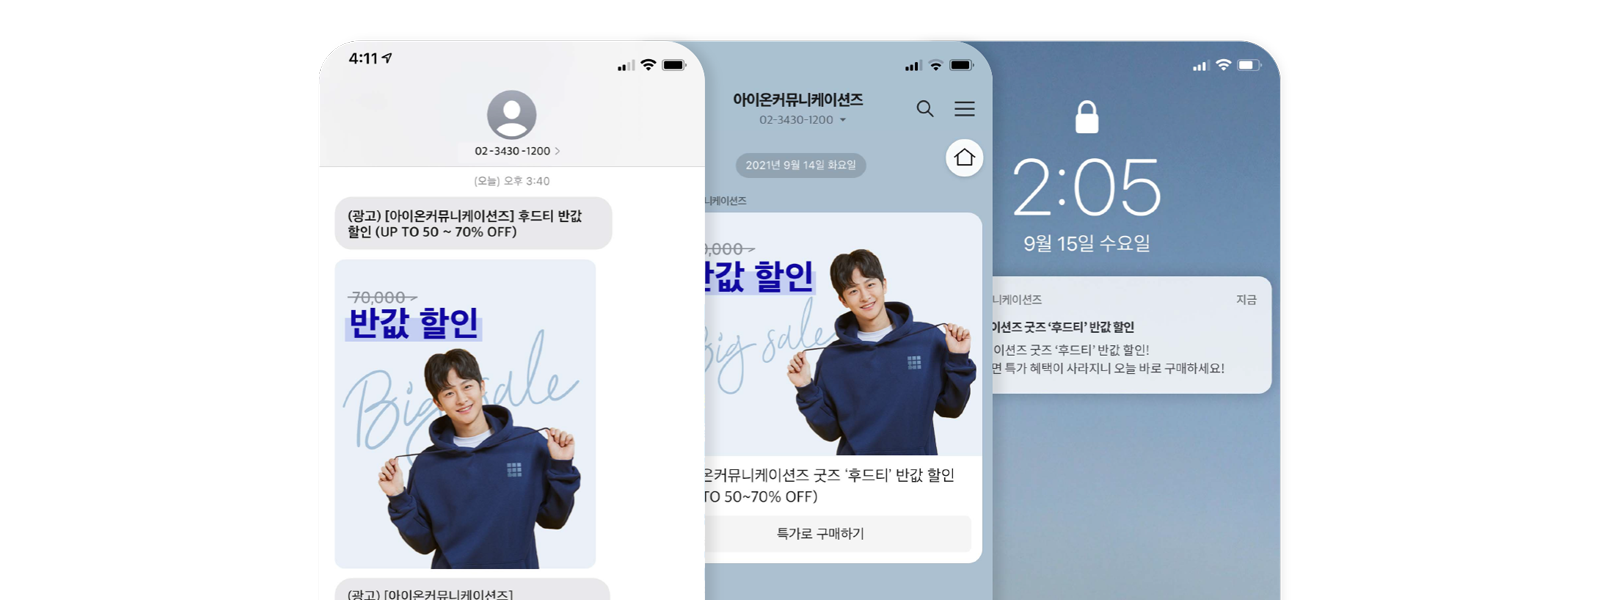 4:11
02-3430-1200 >
(오늘) 오후 3:40
(광고) [아이온커뮤니케이션즈] 후드티 반값
할인 (UP TO 50 ~ 70% OFF)
70,000
반값 할인
Big sale
(광고) [아이온커뮤니케이션즈]
아이온커뮤니케이션즈
02-3430-1200
2021년 9월 14일 화요일
니케이션즈
0,000
반값 할인
Big sale
온커뮤니케이션즈 굿즈 ‘후드티’ 반값 할인
TO 50~70% OFF)
특가로 구매하기
2:05
9월 15일 수요일
니케이션즈
지금
이션즈 굿즈 ‘후드티’ 반값 할인
이션즈 굿즈 ‘후드티’ 반값 할인!
면 특가 혜택이 사라지니 오늘 바로 구매하세요!